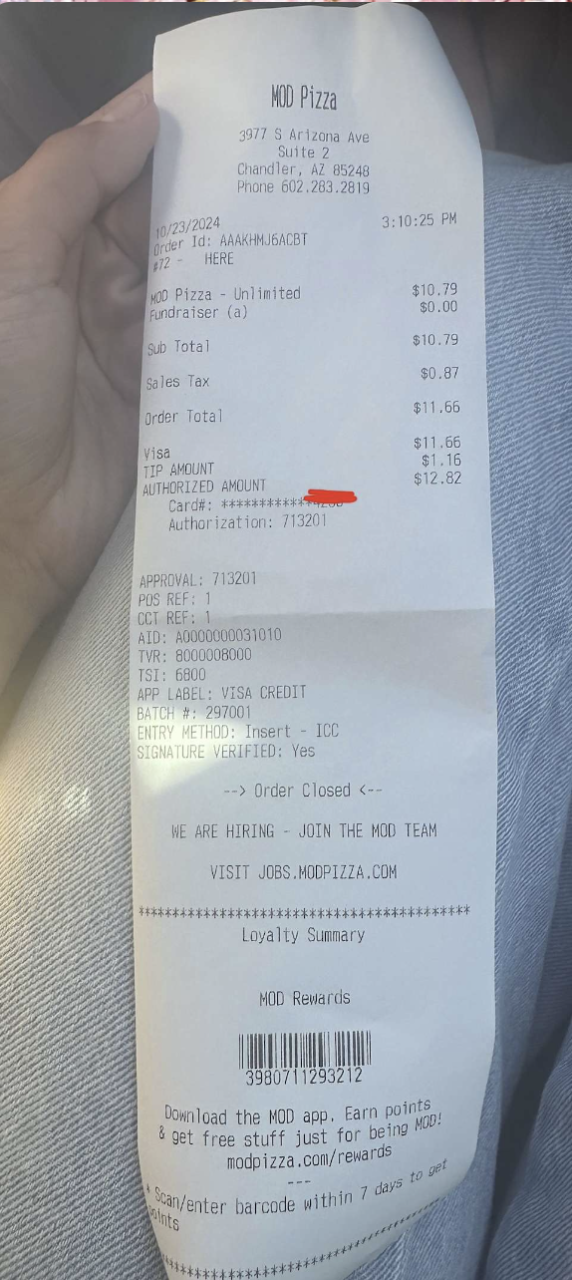 MOD Pizza
3977 S Arizona Ave
Suite 2
Chandler, AZ 85248
Phone 602.283.2819
10/23/2024 3:10:25 PM
Order Id: AAAKHMJ6ACBT
#72 - HERE
MOD Pizza - Unlimited $10.79
Fundraiser (a) $0.00
Sub Total $10.79
Sales Tax $0.87
Order Total $11.66
Visa $11.66
TIP AMOUNT $1.16
AUTHORIZED AMOUNT $12.82
Card#: ************
Authorization: 713201
APPROVAL: 713201
POS REF: 1
CCT REF: 1
AID: A0000000031010
TVR: 8000008000
TSI: 6800
APP LABEL: VISA CREDIT
BATCH #: 297001
ENTRY METHOD: Insert - ICC
SIGNATURE VERIFIED: Yes
--> Order Closed <--
WE ARE HIRING - JOIN THE MOD TEAM
VISIT JOBS.MODPIZZA.COM
******************************************
Loyalty Summary
MOD Rewards
3980711293212
Download the MOD app. Earn points
& get free stuff just for being MOD!
modpizza.com/rewards
---
* Scan/enter barcode within 7 days to get
points
******************************************